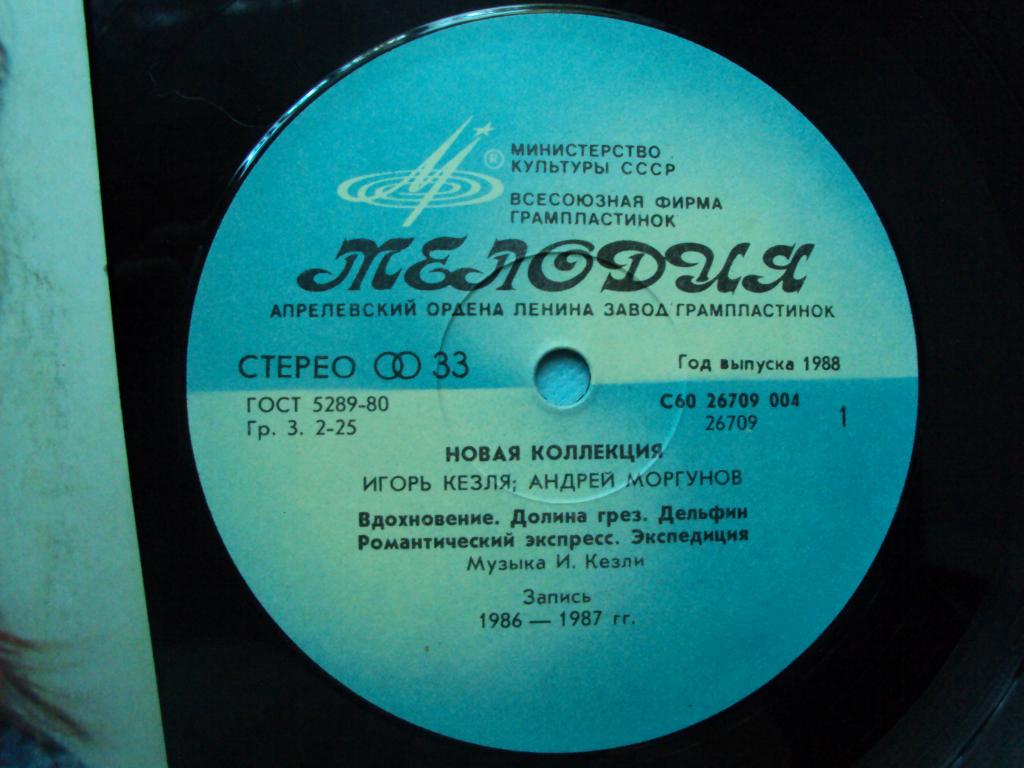 ®
МИНИСТЕРСТВО
КУЛЬТУРЫ СССР
ВСЕСОЮЗНАЯ ФИРМА
ГРАМПЛАСТИНОК
МЕЛОДИЯ
АПРЕЛЕВСКИЙ ОРДЕНА ЛЕНИНА ЗАВОД ГРАМПЛАСТИНОК
СТЕРЕО 33 Год выпуска 1988
ГОСТ 5289-80 С60 26709 004
Гр. 3. 2-25 26709 1
НОВАЯ КОЛЛЕКЦИЯ
ИГОРЬ КЕЗЛЯ; АНДРЕЙ МОРГУНОВ
Вдохновение. Долина грез. Дельфин
Романтический экспресс. Экспедиция
Музыка И. Кезли
Запись
1986 — 1987 гг.